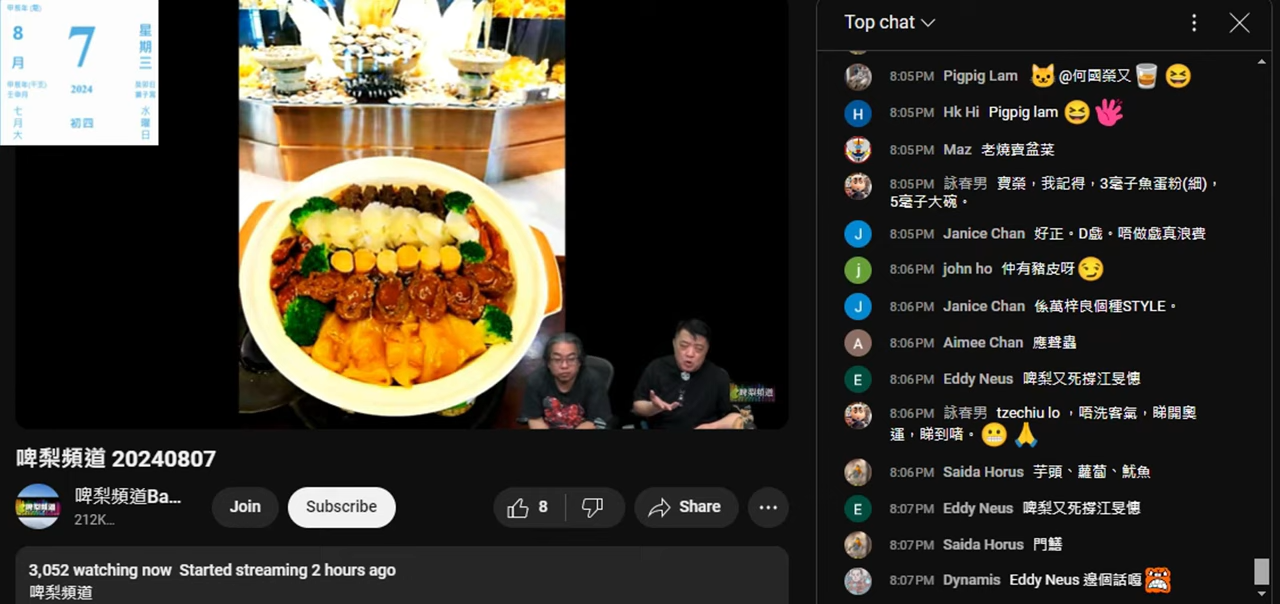 甲辰年 (龍)
8
月
7
2024
初四
星期三
七月大
水曜日
啤梨頻道
啤梨頻道 20240807
啤梨頻道Ba...
212K...
Join
Subscribe
8
Share
3,052 watching now Started streaming 2 hours ago
啤梨頻道
Top chat
8:05PM Pigpig Lam 🐱@何國榮又🥃😆
8:05PM Hk Hi Pigpig lam 😆
8:05PM Maz 老燒賣盆菜
8:05PM 詠春男 寶榮，我記得，3毫子魚蛋粉(細)，
5毫子大碗。
8:05PM Janice Chan 好正。D戲。唔做戲真浪費
8:06PM john ho 仲有豬皮呀😏
8:06PM Janice Chan 係萬梓良個種STYLE。
8:06PM Aimee Chan 應聲蟲
8:06PM Eddy Neus 啤梨又死撐江旻憓
8:06PM 詠春男 tzechiu lo ，唔洗客氣，睇開奧
運，睇到啫。😬🙏
8:06PM Saida Horus 芋頭、蘿蔔、魷魚
8:07PM Eddy Neus 啤梨又死撐江旻憓
8:07PM Saida Horus 門鱔
8:07PM Dynamis Eddy Neus 邊個話嘎
H
J
j
J
A
E
E